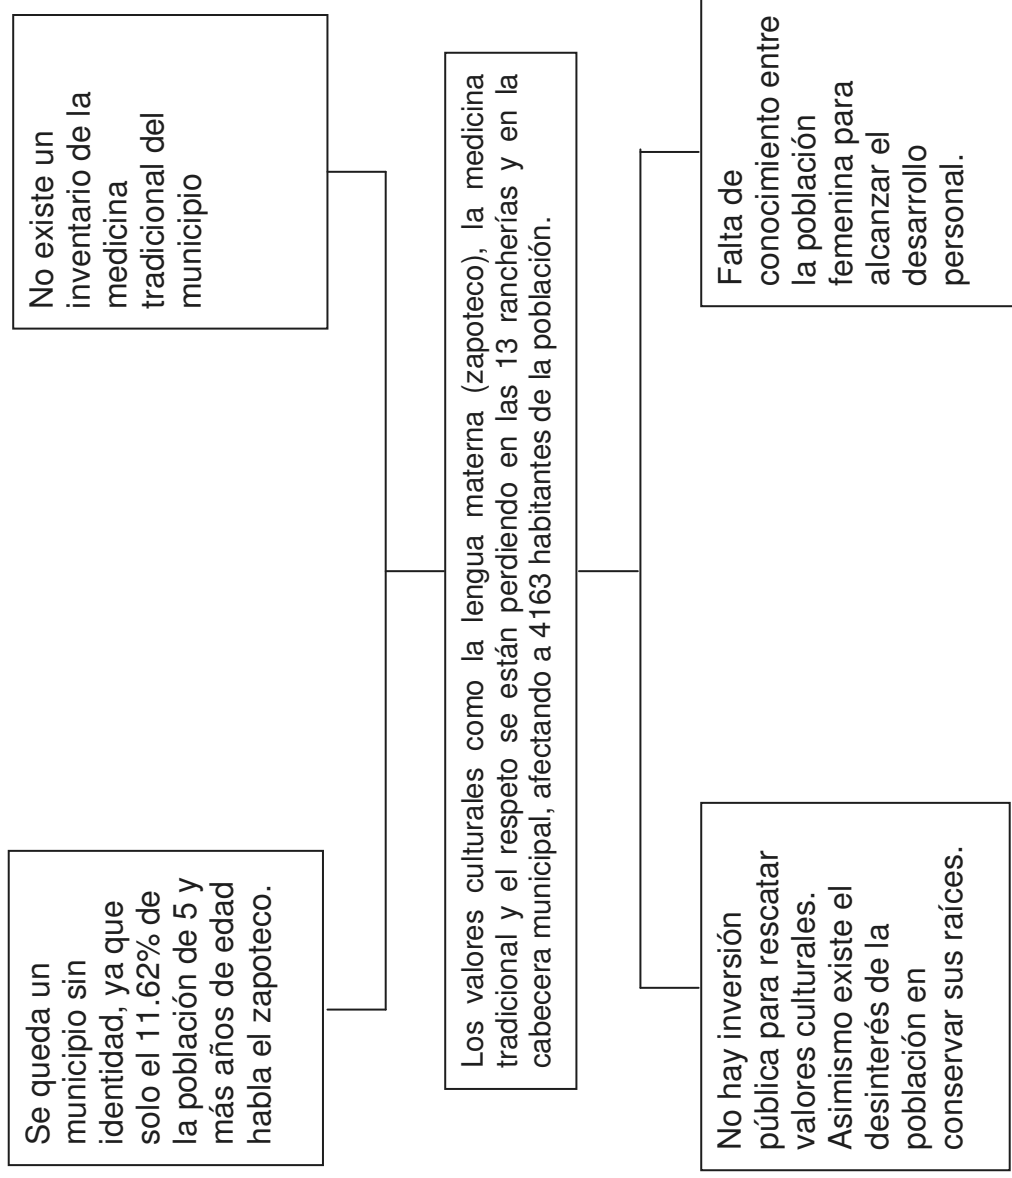 Se queda un
municipio sin
identidad, ya que
solo el 11.62% de
la población de 5 y
más años de edad
habla el zapoteco.
No existe un
inventario de la
medicina
tradicional del
municipio
Los valores culturales como la lengua materna (zapoteco), la medicina
tradicional y el respeto se están perdiendo en las 13 rancherías y en la
cabecera municipal, afectando a 4163 habitantes de la población.
No hay inversión
pública para rescatar
valores culturales.
Asimismo existe el
desinterés de la
población en
conservar sus raíces.
Falta de
conocimiento entre
la población
femenina para
alcanzar el
desarrollo
personal.